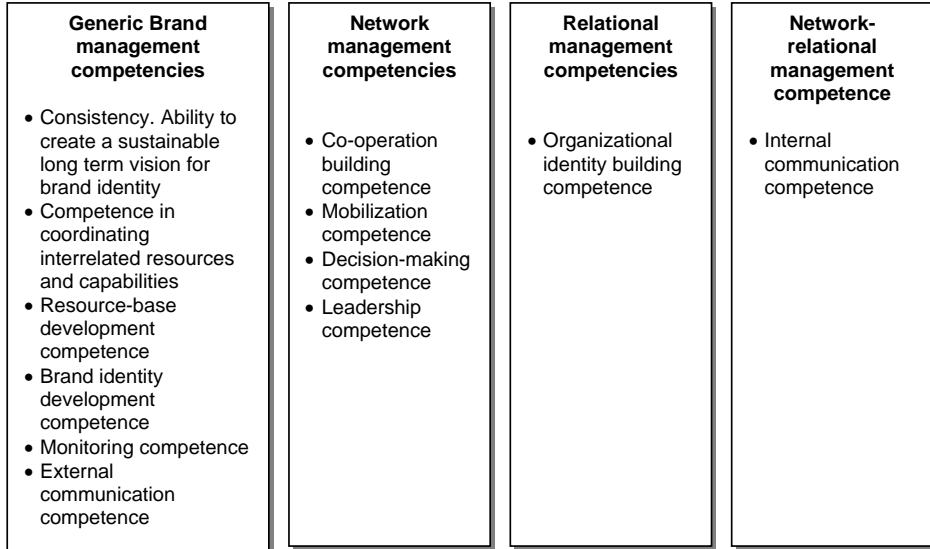 Generic Brand
management
competencies
• Consistency. Ability to
create a sustainable
long term vision for
brand identity
• Competence in
coordinating
interrelated resources
and capabilities
• Resource-base
development
competence
• Brand identity
development
competence
• Monitoring competence
• External
communication
competence
Network
management
competencies
• Co-operation
building
competence
• Mobilization
competence
• Decision-making
competence
• Leadership
competence
Relational
management
competencies
• Organizational
identity building
competence
Network-
relational
management
competence
• Internal
communication
competence